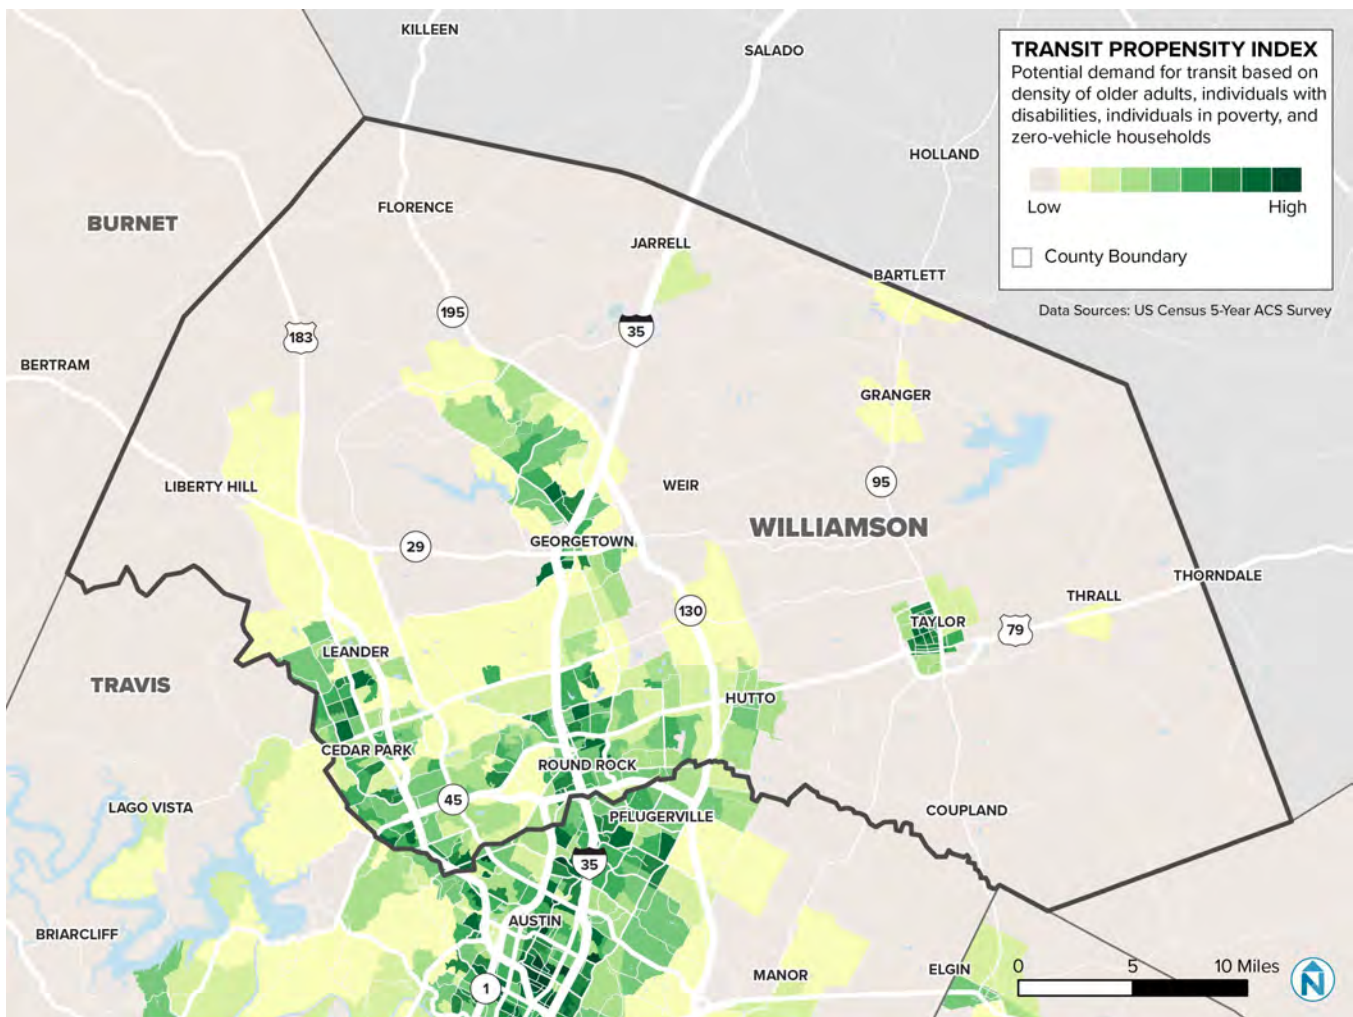 KILLEEN
SALADO
TRANSIT PROPENSITY INDEX
Potential demand for transit based on
density of older adults, individuals with
disabilities, individuals in poverty, and
zero-vehicle households
Low
High
County Boundary
Data Sources: US Census 5-Year ACS Survey
HOLLAND
BURNET
FLORENCE
JARRELL
BARTLETT
195
35
183
BERTRAM
GRANGER
LIBERTY HILL
WEIR
95
WILLIAMSON
29
GEORGETOWN
THORNDALE
THRALL
130
TAYLOR
79
LEANDER
TRAVIS
HUTTO
CEDAR PARK
ROUND ROCK
45
LAGO VISTA
PFLUGERVILLE
COUPLAND
35
AUSTIN
BRIARCLIFF
MANOR
ELGIN
1
0
5
10 Miles
N